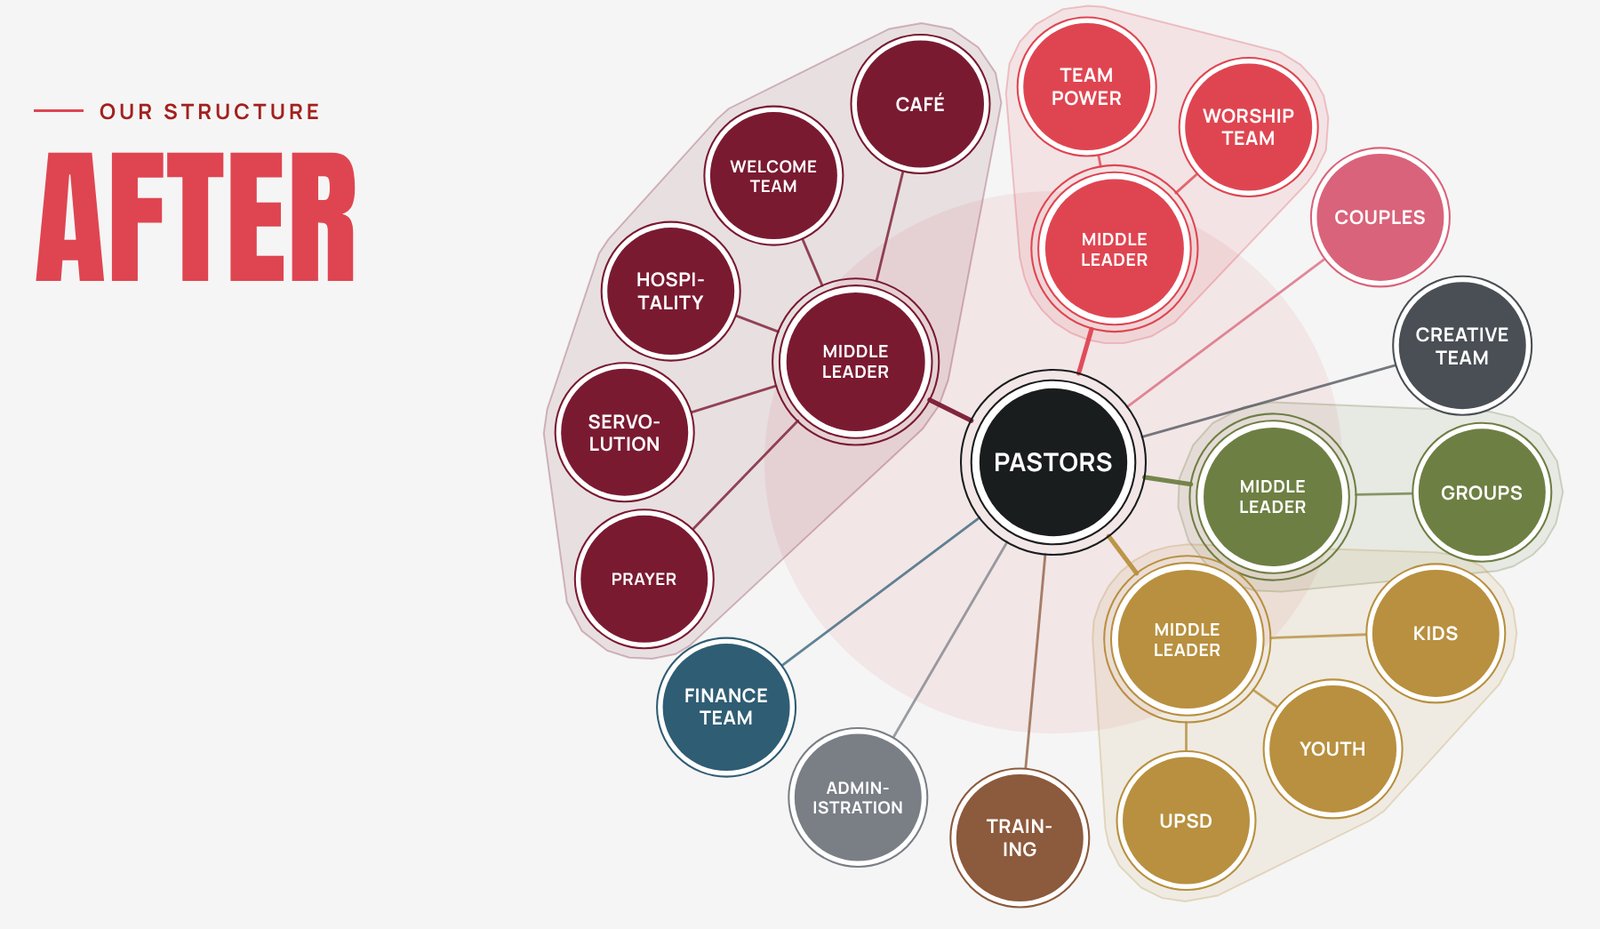 OUR STRUCTURE
AFTER
CAFÉ
WELCOME
TEAM
HOSPI-
TALITY
SERVO-
LUTION
PRAYER
MIDDLE
LEADER
TEAM
POWER
WORSHIP
TEAM
MIDDLE
LEADER
COUPLES
CREATIVE
TEAM
PASTORS
MIDDLE
LEADER
GROUPS
MIDDLE
LEADER
KIDS
YOUTH
UPSD
TRAIN-
ING
ADMIN-
ISTRATION
FINANCE
TEAM